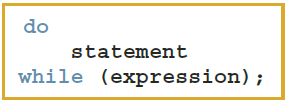 do
statement
while (expression);